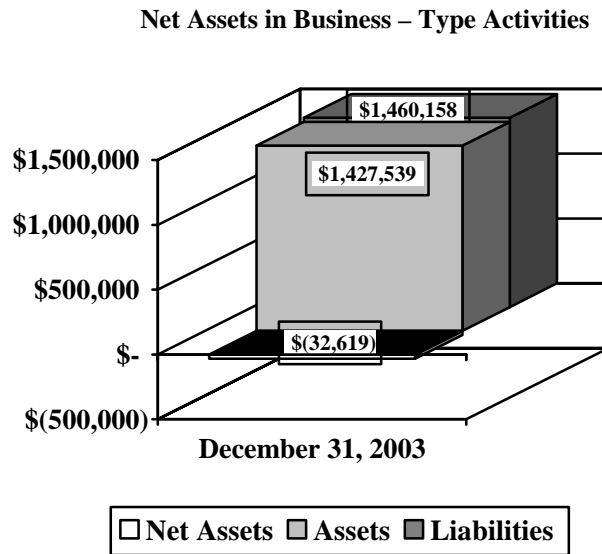 Net Assets in Business – Type Activities
$1,460,158
$1,500,000
$1,427,539
$1,000,000
$500,000
$(32,619)
$-
$(500,000)
December 31, 2003
Net Assets Assets Liabilities